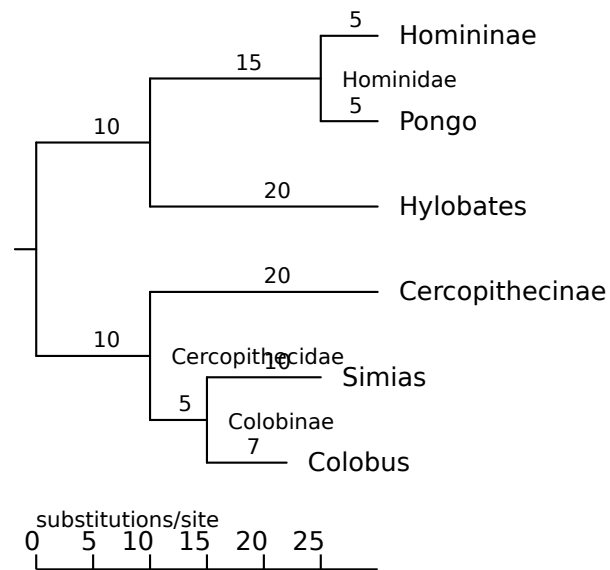 5
Homininae
15
Hominidae
5
Pongo
10
20
Hylobates
20
Cercopithecinae
10
Cercopithecidae
10
Simias
5
Colobinae
7
Colobus
substitutions/site
0 5 10 15 20 25